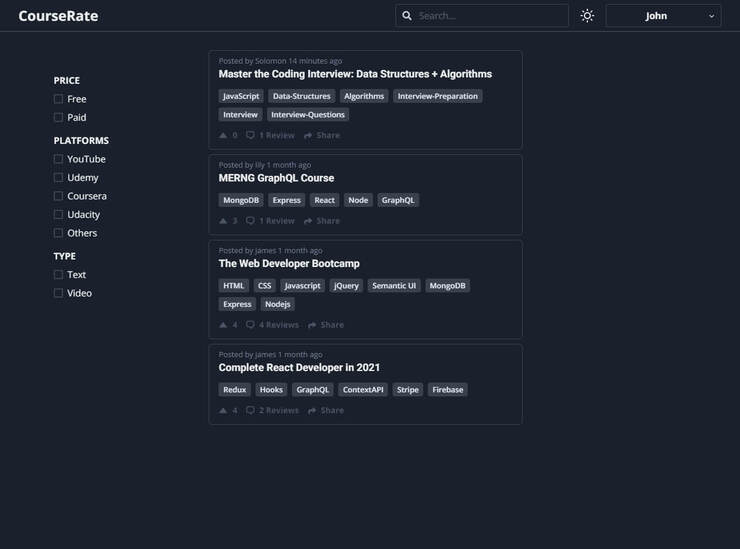 CourseRate
Search...
John
PRICE
Free
Paid
PLATFORMS
YouTube
Udemy
Coursera
Udacity
Others
TYPE
Text
Video
Posted by Solomon 14 minutes ago
Master the Coding Interview: Data Structures + Algorithms
JavaScript Data-Structures Algorithms Interview-Preparation
Interview Interview-Questions
0 1 Review Share
Posted by lily 1 month ago
MERNG GraphQL Course
MongoDB Express React Node GraphQL
3 1 Review Share
Posted by james 1 month ago
The Web Developer Bootcamp
HTML CSS Javascript jQuery Semantic UI MongoDB
Express Nodejs
4 4 Reviews Share
Posted by james 1 month ago
Complete React Developer in 2021
Redux Hooks GraphQL ContextAPI Stripe Firebase
4 2 Reviews Share